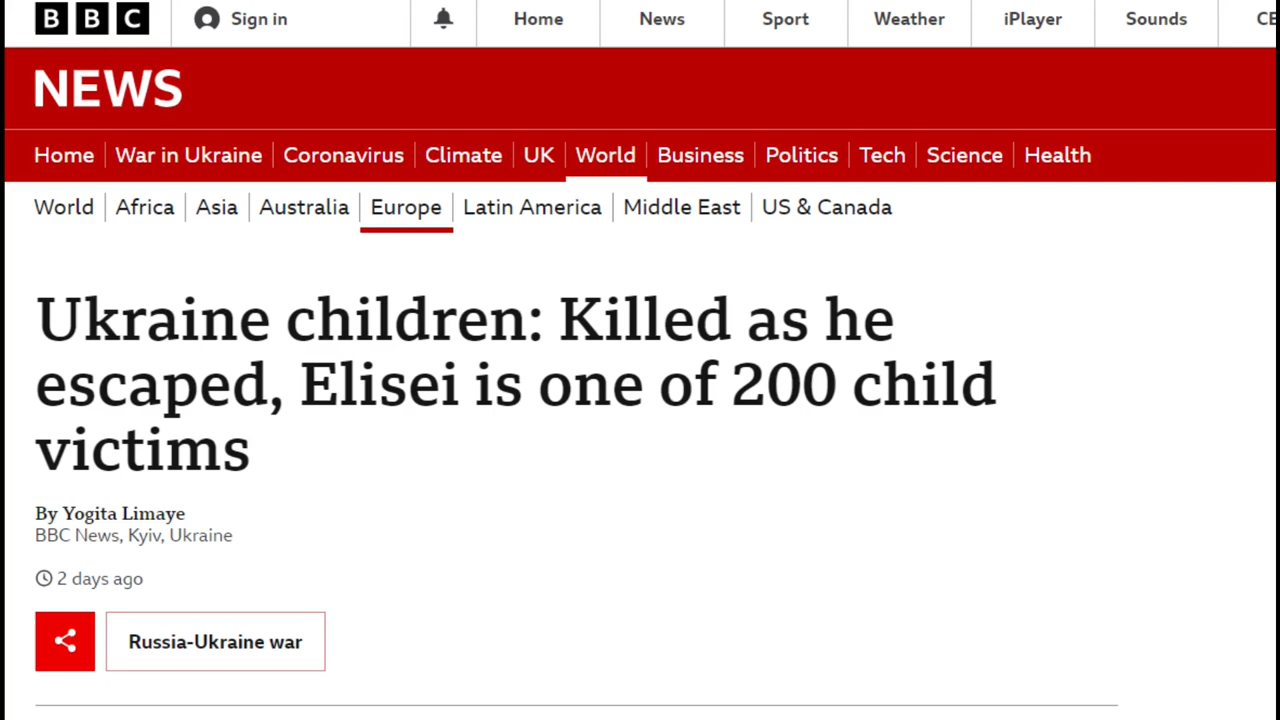 BBC Sign in Home News Sport Weather iPlayer Sounds
NEWS
Home War in Ukraine Coronavirus Climate UK World Business Politics Tech Science Health
World Africa Asia Australia Europe Latin America Middle East US & Canada
Ukraine children: Killed as he
escaped, Elisei is one of 200 child
victims
By Yogita Limaye
BBC News, Kyiv, Ukraine
2 days ago
Russia-Ukraine war